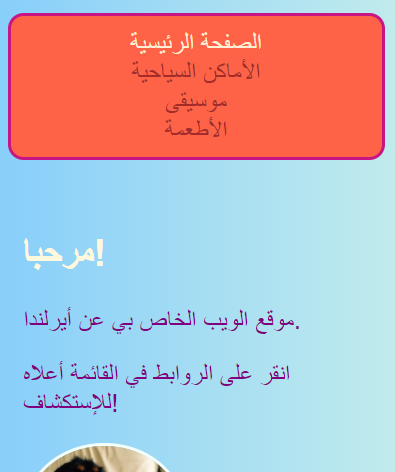 الصفحة الرئيسية
الأماكن السياحية
موسيقى
الأطعمة
مرحبا!
موقع الويب الخاص بي عن أيرلندا.
انقر على الروابط في القائمة أعلاه
للإستكشاف!